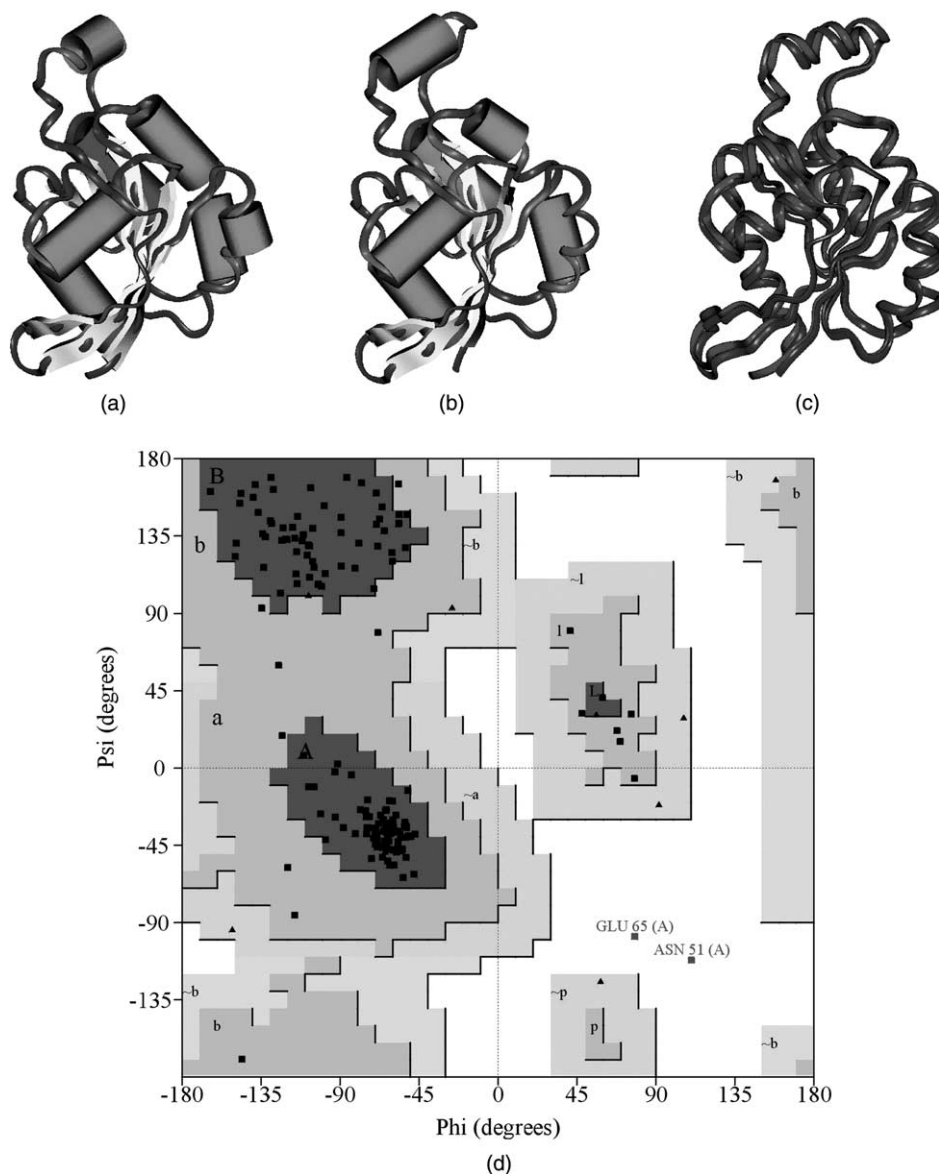 (a) (b) (c)
180
135
90
45
0
-45
-90
-135
Psi (degrees)
B
b
~b
~b
b
~l
l
L
a
A
~a
GLU 65 (A)
ASN 51 (A)
~b
b
~p
p
~b
-180 -135 -90 -45 0 45 90 135 180
Phi (degrees)
(d)